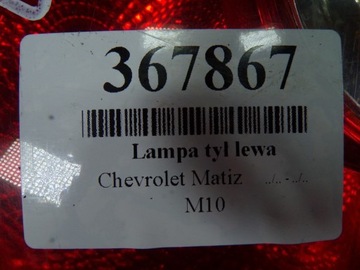 367867
Lampa tyl lewa
Chevrolet Matiz ../.. - ../..
M10